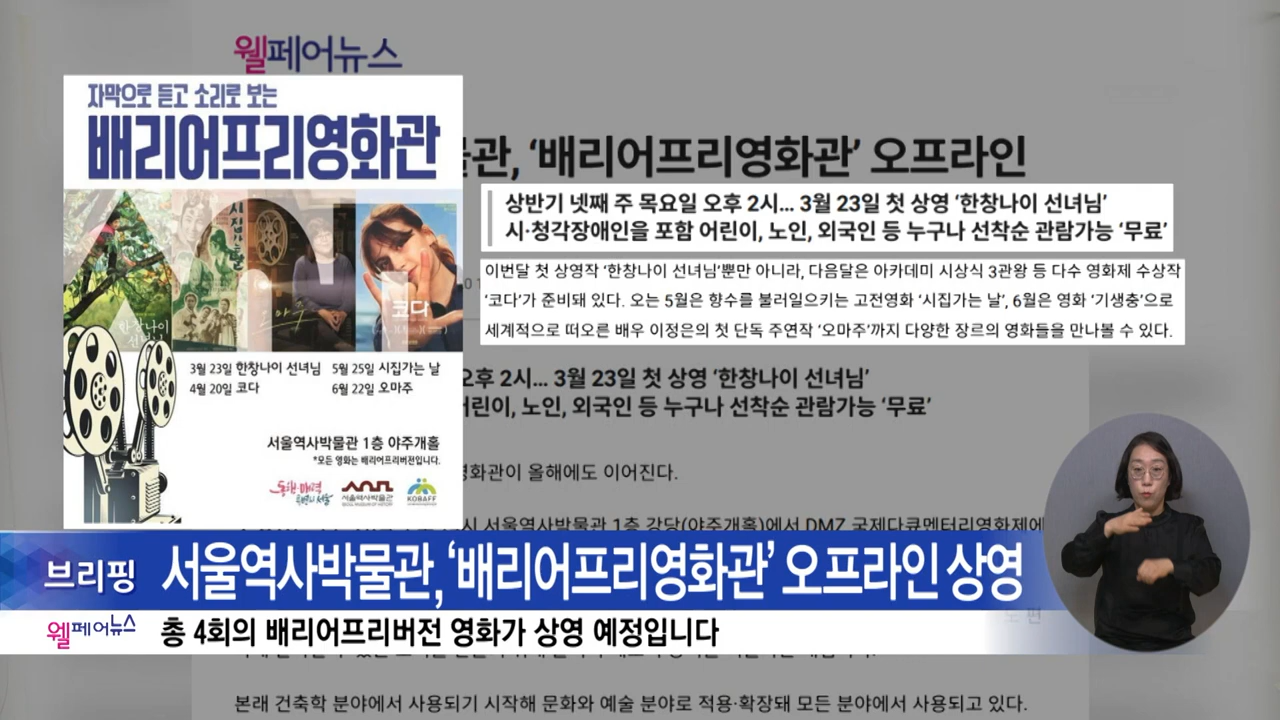 웰페어뉴스
자막으로 듣고 소리로 보는
배리어프리영화관
관, ‘배리어프리영화관’ 오프라인
상반기 넷째 주 목요일 오후 2시... 3월 23일 첫 상영 ‘한창나이 선녀님’
시·청각장애인을 포함 어린이, 노인, 외국인 등 누구나 선착순 관람가능 ‘무료’
이번달 첫 상영작 ‘한창나이 선녀님’뿐만 아니라, 다음달은 아카데미 시상식 3관왕 등 다수 영화제 수상작
‘코다’가 준비돼 있다. 오는 5월은 향수를 불러일으키는 고전영화 ‘시집가는 날’, 6월은 영화 ‘기생충’으로
세계적으로 떠오른 배우 이정은의 첫 단독 주연작 ‘오마주’까지 다양한 장르의 영화들을 만나볼 수 있다.
시집가는날
한창나이
선녀님
오마주
코다
오후 2시... 3월 23일 첫 상영 ‘한창나이 선녀님’
어린이, 노인, 외국인 등 누구나 선착순 관람가능 ‘무료’
3월 23일 한창나이 선녀님
5월 25일 시집가는 날
4월 20일 코다
6월 22일 오마주
서울역사박물관 1층 야주개홀
*모든 영화는 배리어프리버전입니다.
동행·매력
특별시 서울
서울역사박물관
SEOUL MUSEUM OF HISTORY
KOBAFF
영화관이 올해에도 이어진다.
시 서울역사박물관 1층 강당(야주개홀)에서 DMZ 국제다큐멘터리영화제에
브리핑
서울역사박물관, ‘배리어프리영화관’ 오프라인 상영
웰페어뉴스
총 4회의 배리어프리버전 영화가 상영 예정입니다
본래 건축학 분야에서 사용되기 시작해 문화와 예술 분야로 적용·확장돼 모든 분야에서 사용되고 있다.